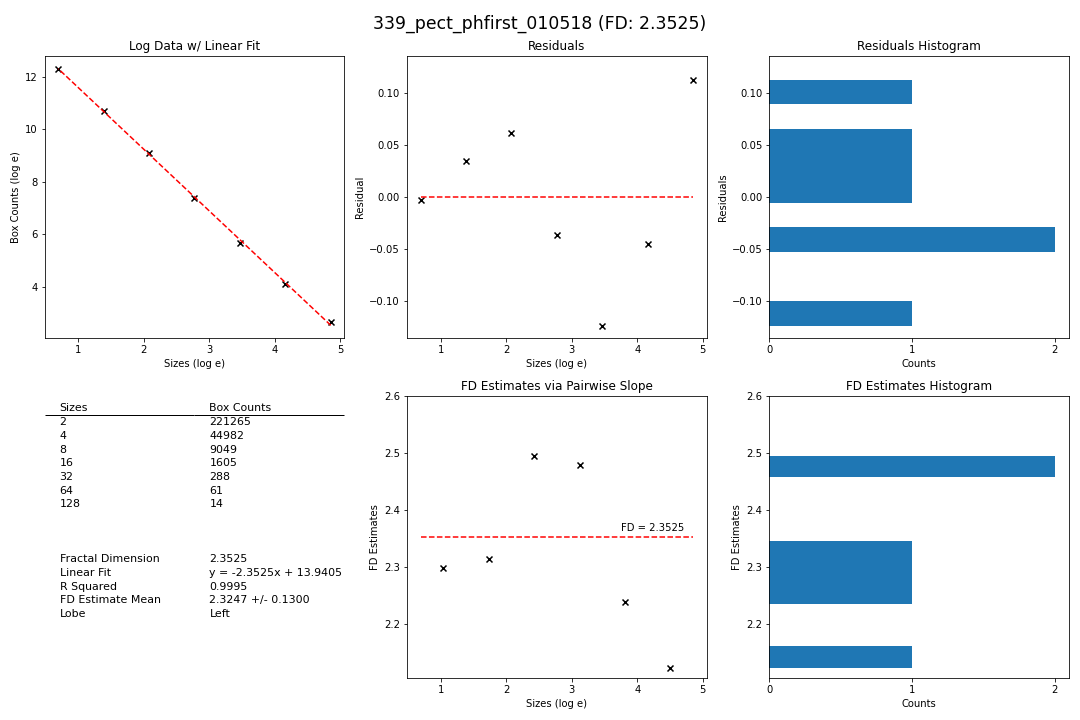 339_pect_phfirst_010518 (FD: 2.3525)
Log Data w/ Linear Fit
Box Counts (log e)
12
10
8
6
4
1 2 3 4 5
Sizes (log e)
Residuals
Residual
0.10
0.05
0.00
−0.05
−0.10
1 2 3 4 5
Sizes (log e)
Residuals Histogram
Residuals
0.10
0.05
0.00
−0.05
−0.10
0 1 2
Counts
Sizes Box Counts
2 221265
4 44982
8 9049
16 1605
32 288
64 61
128 14
Fractal Dimension 2.3525
Linear Fit y = -2.3525x + 13.9405
R Squared 0.9995
FD Estimate Mean 2.3247 +/- 0.1300
Lobe Left
FD Estimates via Pairwise Slope
FD Estimates
2.6
2.5
2.4
2.3
2.2
FD = 2.3525
1 2 3 4 5
Sizes (log e)
FD Estimates Histogram
FD Estimates
2.6
2.5
2.4
2.3
2.2
0 1 2
Counts